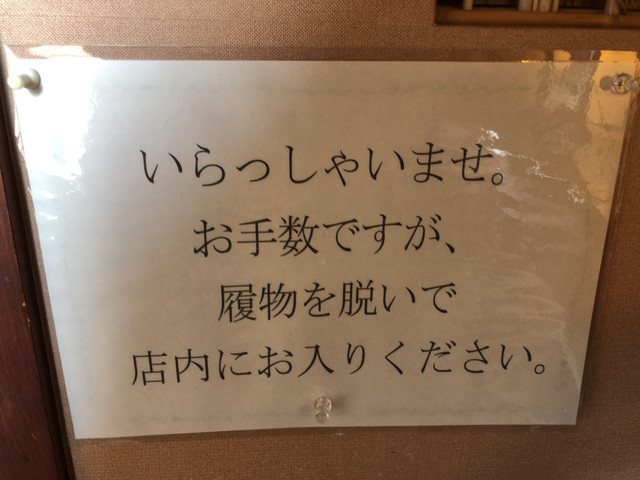 いらっしゃいませ。
お手数ですが、
履物を脱いで
店内にお入りください。